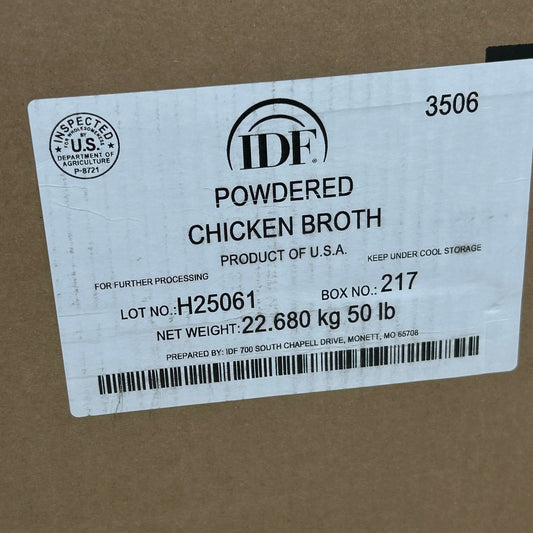 3506
INSPECTED
FOR WHOLESOMENESS
BY
U.S.
DEPARTMENT OF
AGRICULTURE
P-8721
IDF®
POWDERED
CHICKEN BROTH
PRODUCT OF U.S.A.
KEEP UNDER COOL STORAGE
FOR FURTHER PROCESSING
LOT NO.:H25061 BOX NO.: 217
NET WEIGHT:22.680 kg 50 lb
PREPARED BY: IDF 700 SOUTH CHAPELL DRIVE, MONETT, MO 65708